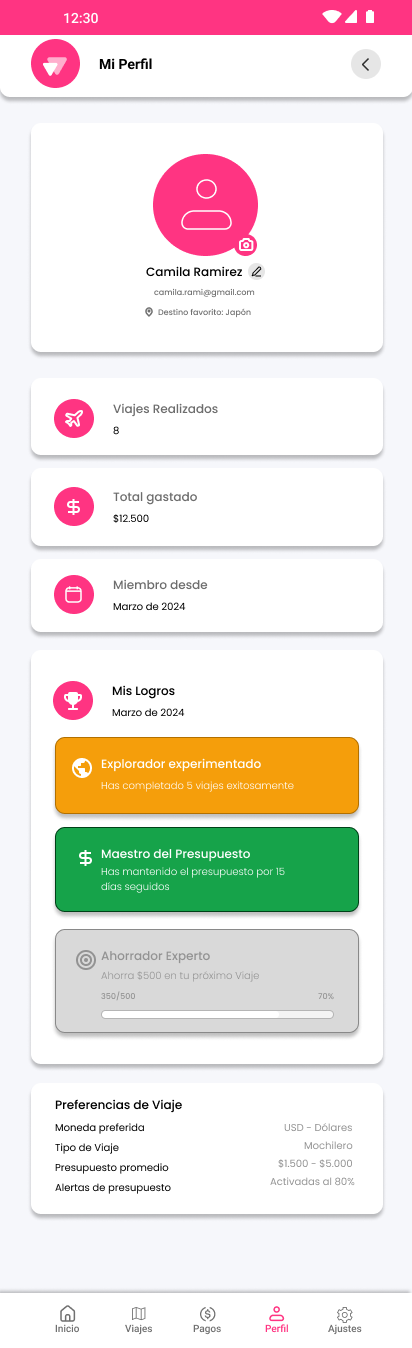 12:30
Mi Perfil
Camila Ramirez
camila.rami@gmail.com
Destino favorito: Japón
Viajes Realizados
8
Total gastado
$12.500
Miembro desde
Marzo de 2024
Mis Logros
Marzo de 2024
Explorador experimentado
Has completado 5 viajes exitosamente
Maestro del Presupuesto
Has mantenido el presupuesto por 15
dias seguidos
Ahorrador Experto
Ahorra $500 en tu próximo Viaje
350/500 70%
Preferencias de Viaje
Moneda preferida USD - Dólares
Tipo de Viaje Mochilero
Presupuesto promedio $1.500 - $5.000
Alertas de presupuesto Activadas al 80%
Inicio Viajes Pagos Perfil Ajustes